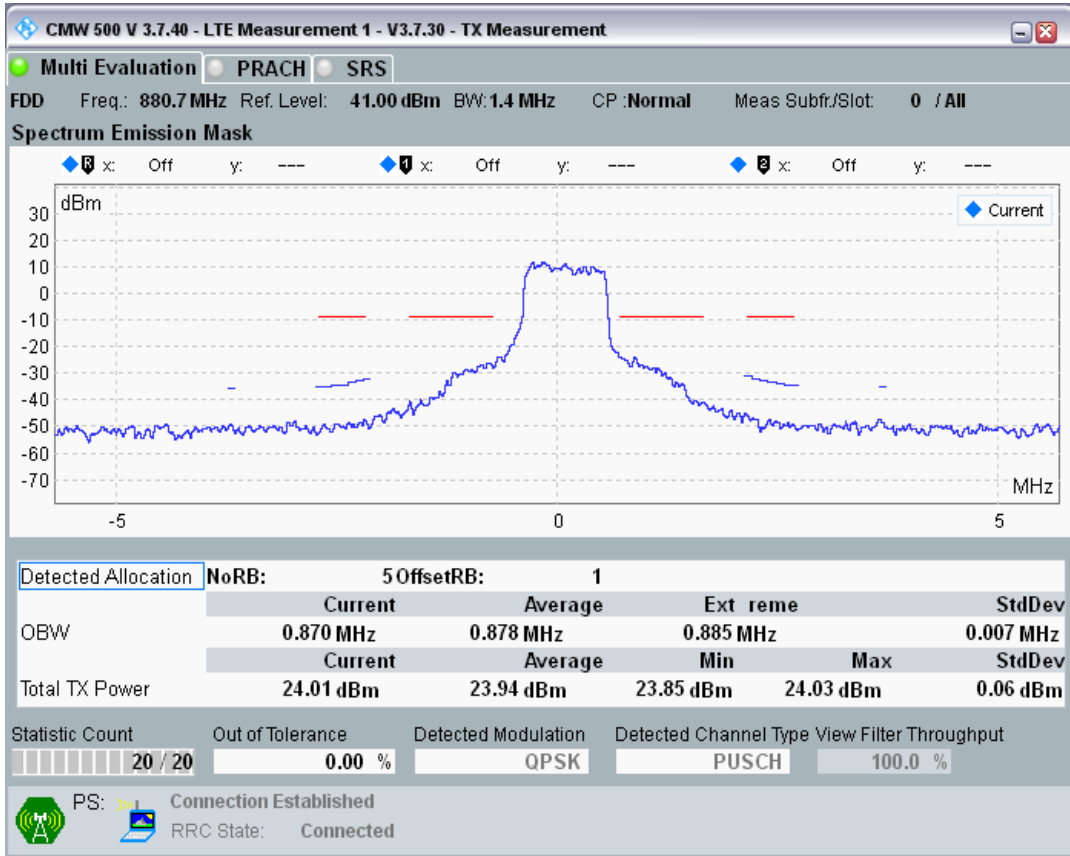 CMW 500 V 3.7.40 - LTE Measurement 1 - V3.7.30 - TX Measurement
Multi Evaluation PRACH SRS
FDD Freq.: 880.7 MHz Ref. Level: 41.00 dBm BW: 1.4 MHz CP :Normal Meas Subfr./Slot: 0 / All
Spectrum Emission Mask
R x: Off y: --- 1 x: Off y: --- 2 x: Off y: ---
dBm
Current
30
20
10
0
-10
-20
-30
-40
-50
-60
-70
MHz
-5 0 5
Detected Allocation NoRB: 5 OffsetRB: 1
Current Average Ext reme StdDev
OBW 0.870 MHz 0.878 MHz 0.885 MHz 0.007 MHz
Current Average Min Max StdDev
Total TX Power 24.01 dBm 23.94 dBm 23.85 dBm 24.03 dBm 0.06 dBm
Statistic Count Out of Tolerance Detected Modulation Detected Channel Type View Filter Throughput
20 / 20 0.00 % QPSK PUSCH 100.0 %
PS: Connection Established
RRC State: Connected